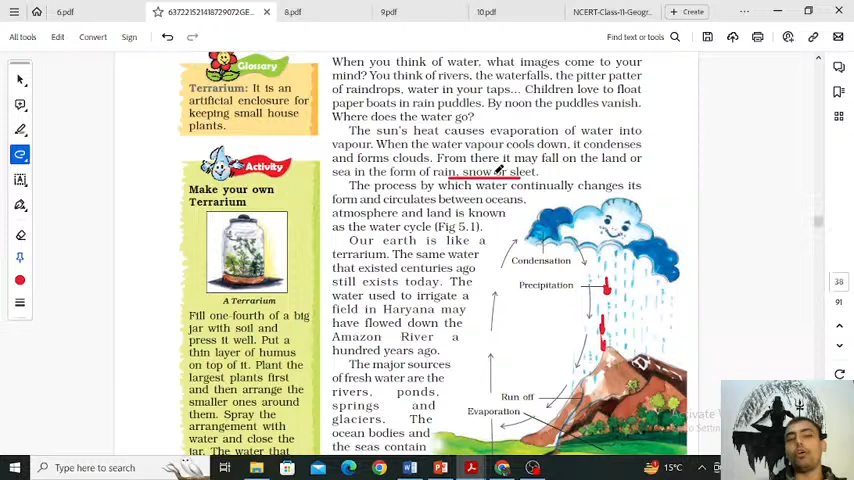 6.pdf
637221521418729072GE...
8.pdf
9.pdf
10.pdf
NCERT-Class-11-Geogr...
Create
All tools
Edit
Convert
Sign
Find text or tools
Glossary
Terrarium: It is an
artificial enclosure for
keeping small house
plants.
Activity
Make your own
Terrarium
A Terrarium
Fill one-fourth of a big
jar with soil and
press it well. Put a
thin layer of humus
on top of it. Plant the
largest plants first
and then arrange the
smaller ones around
them. Spray the
arrangement with
water and close the
jar. The water that
When you think of water, what images come to your
mind? You think of rivers, the waterfalls, the pitter patter
of raindrops, water in your taps... Children love to float
paper boats in rain puddles. By noon the puddles vanish.
Where does the water go?
The sun's heat causes evaporation of water into
vapour. When the water vapour cools down, it condenses
and forms clouds. From there it may fall on the land or
sea in the form of rain, snow or sleet.
The process by which water continually changes its
form and circulates between oceans,
atmosphere and land is known
as the water cycle (Fig 5.1).
Our earth is like a
terrarium. The same water
that existed centuries ago
still exists today. The
water used to irrigate a
field in Haryana may
have flowed down the
Amazon River a
hundred years ago.
The major sources
of fresh water are the
rivers, ponds,
springs and
glaciers. The
ocean bodies and
the seas contain
Condensation
Precipitation
Run off
Evaporation
38
91
Type here to search
15°C